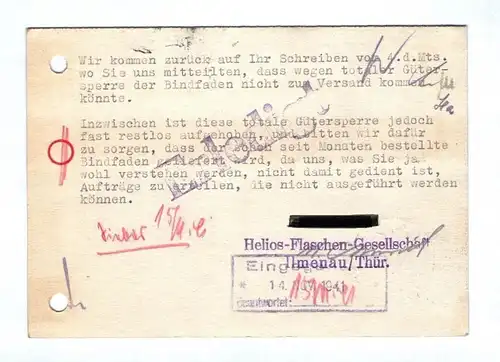 Wir kommen zurück auf Ihr Schreiben vom 4.d.Mts.
wo Sie uns mitteilten, dass wegen totaler Güter-
sperre der Bindfaden nicht zum Versand kommen
könnte.
Inzwischen ist diese totale Gütersperre jedoch
fast restlos aufgehoben, und bitten wir dafür
zu sorgen, dass der schon seit Monaten bestellte
Bindfaden geliefert wird, da uns, was Sie ja
wohl verstehen werden, nicht damit gedient ist,
Aufträge zu erteilen, die nicht ausgeführt werden
können.
Helios-Flaschen-Gesellschaft
Ilmenau/Thür.
14. NOV. 1941
Beantwortet: